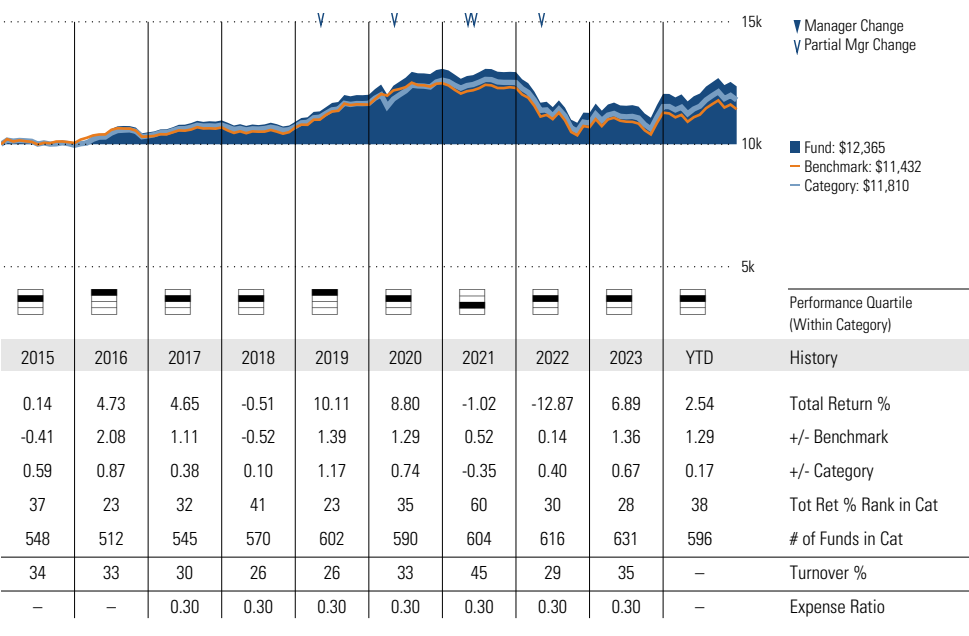 15k
Manager Change
Partial Mgr Change
10k
Fund: $12,365
Benchmark: $11,432
Category: $11,810
5k
Performance Quartile
(Within Category)
2015 2016 2017 2018 2019 2020 2021 2022 2023 YTD History
0.14 4.73 4.65 -0.51 10.11 8.80 -1.02 -12.87 6.89 2.54 Total Return %
-0.41 2.08 1.11 -0.52 1.39 1.29 0.52 0.14 1.36 1.29 +/- Benchmark
0.59 0.87 0.38 0.10 1.17 0.74 -0.35 0.40 0.67 0.17 +/- Category
37 23 32 41 23 35 60 30 28 38 Tot Ret % Rank in Cat
548 512 545 570 602 590 604 616 631 596 # of Funds in Cat
34 33 30 26 26 33 45 29 35 – Turnover %
– – 0.30 0.30 0.30 0.30 0.30 0.30 0.30 – Expense Ratio